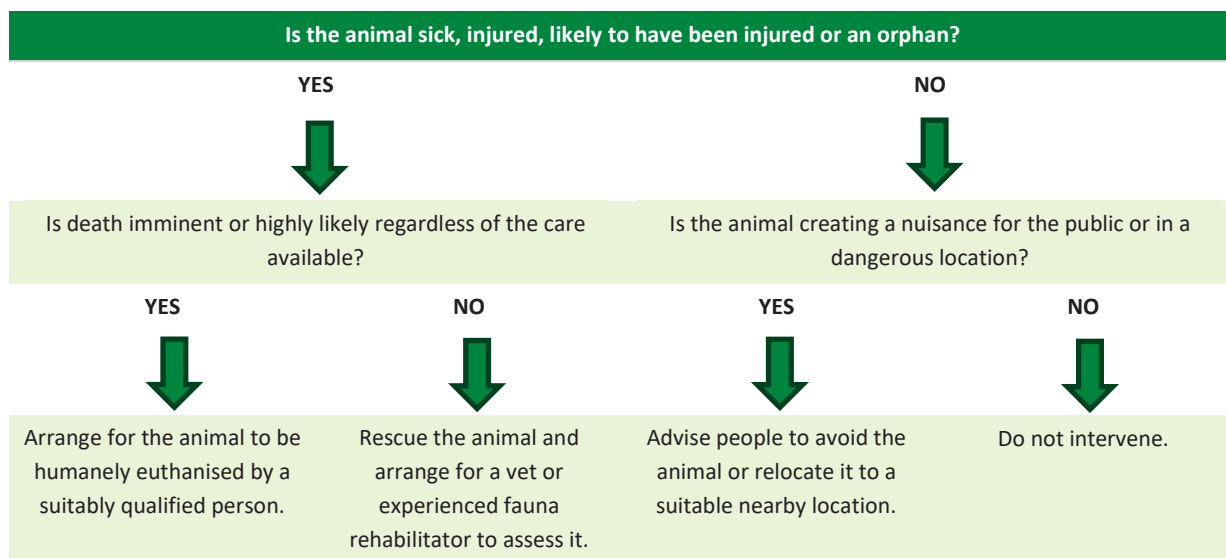 Is the animal sick, injured, likely to have been injured or an orphan?
YES
NO
Is death imminent or highly likely regardless of the care
available?
Is the animal creating a nuisance for the public or in a
dangerous location?
YES
NO
YES
NO
Arrange for the animal to be
humanely euthanised by a
suitably qualified person.
Rescue the animal and
arrange for a vet or
experienced fauna
rehabilitator to assess it.
Advise people to avoid the
animal or relocate it to a
suitable nearby location.
Do not intervene.